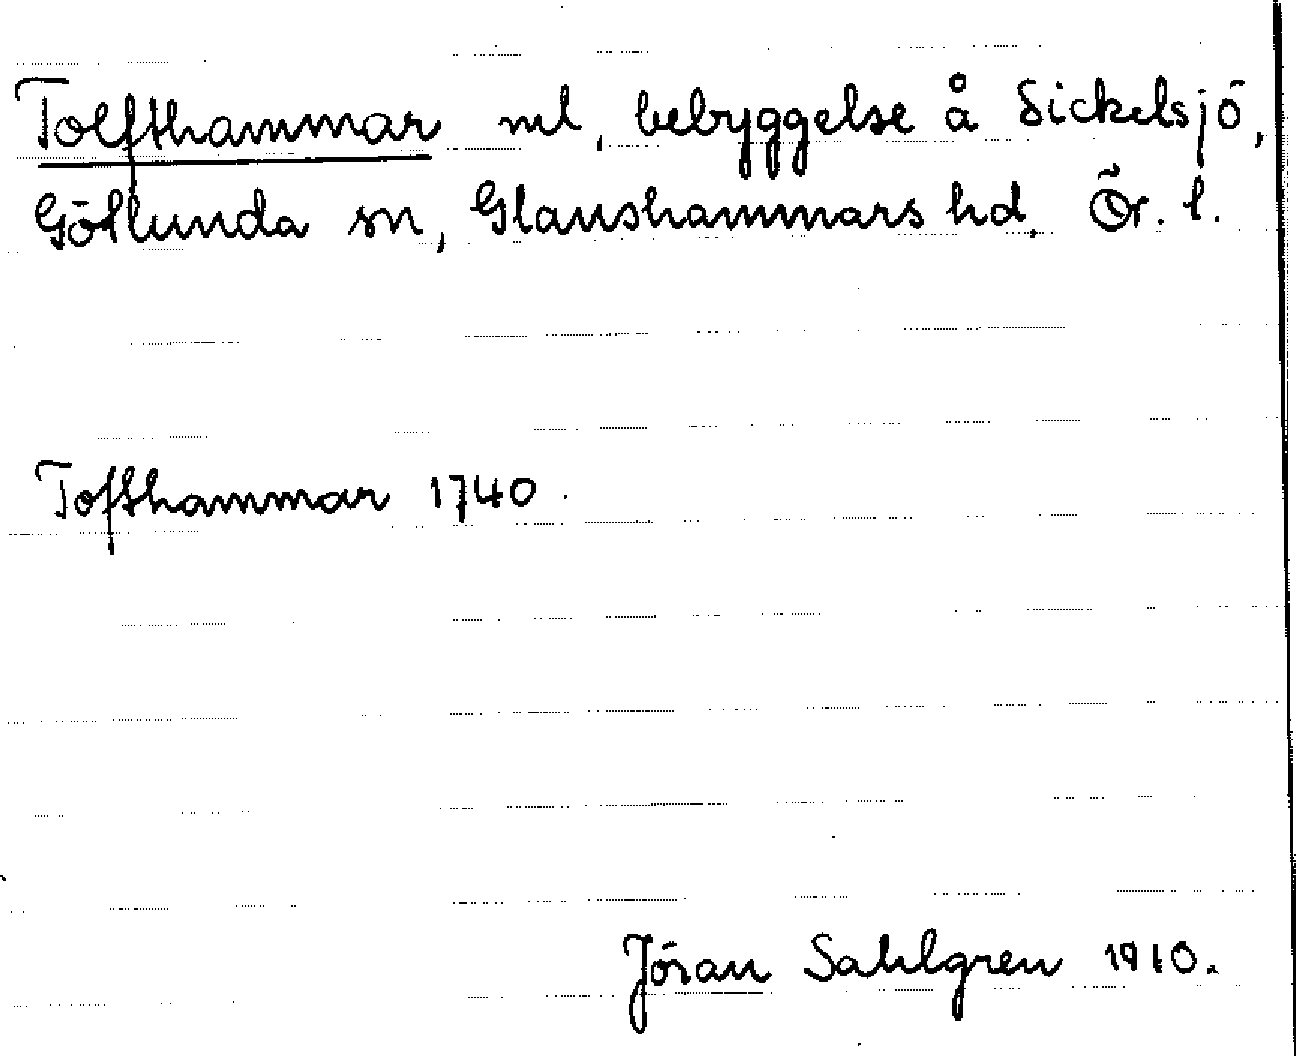 Tolfthammar ml, bebyggelse å Sickelsjö,
Götlunda sn, Glanshammars hd. Ör. l.
Tofthammar 1740.
Jöran Sahlgren 1910.